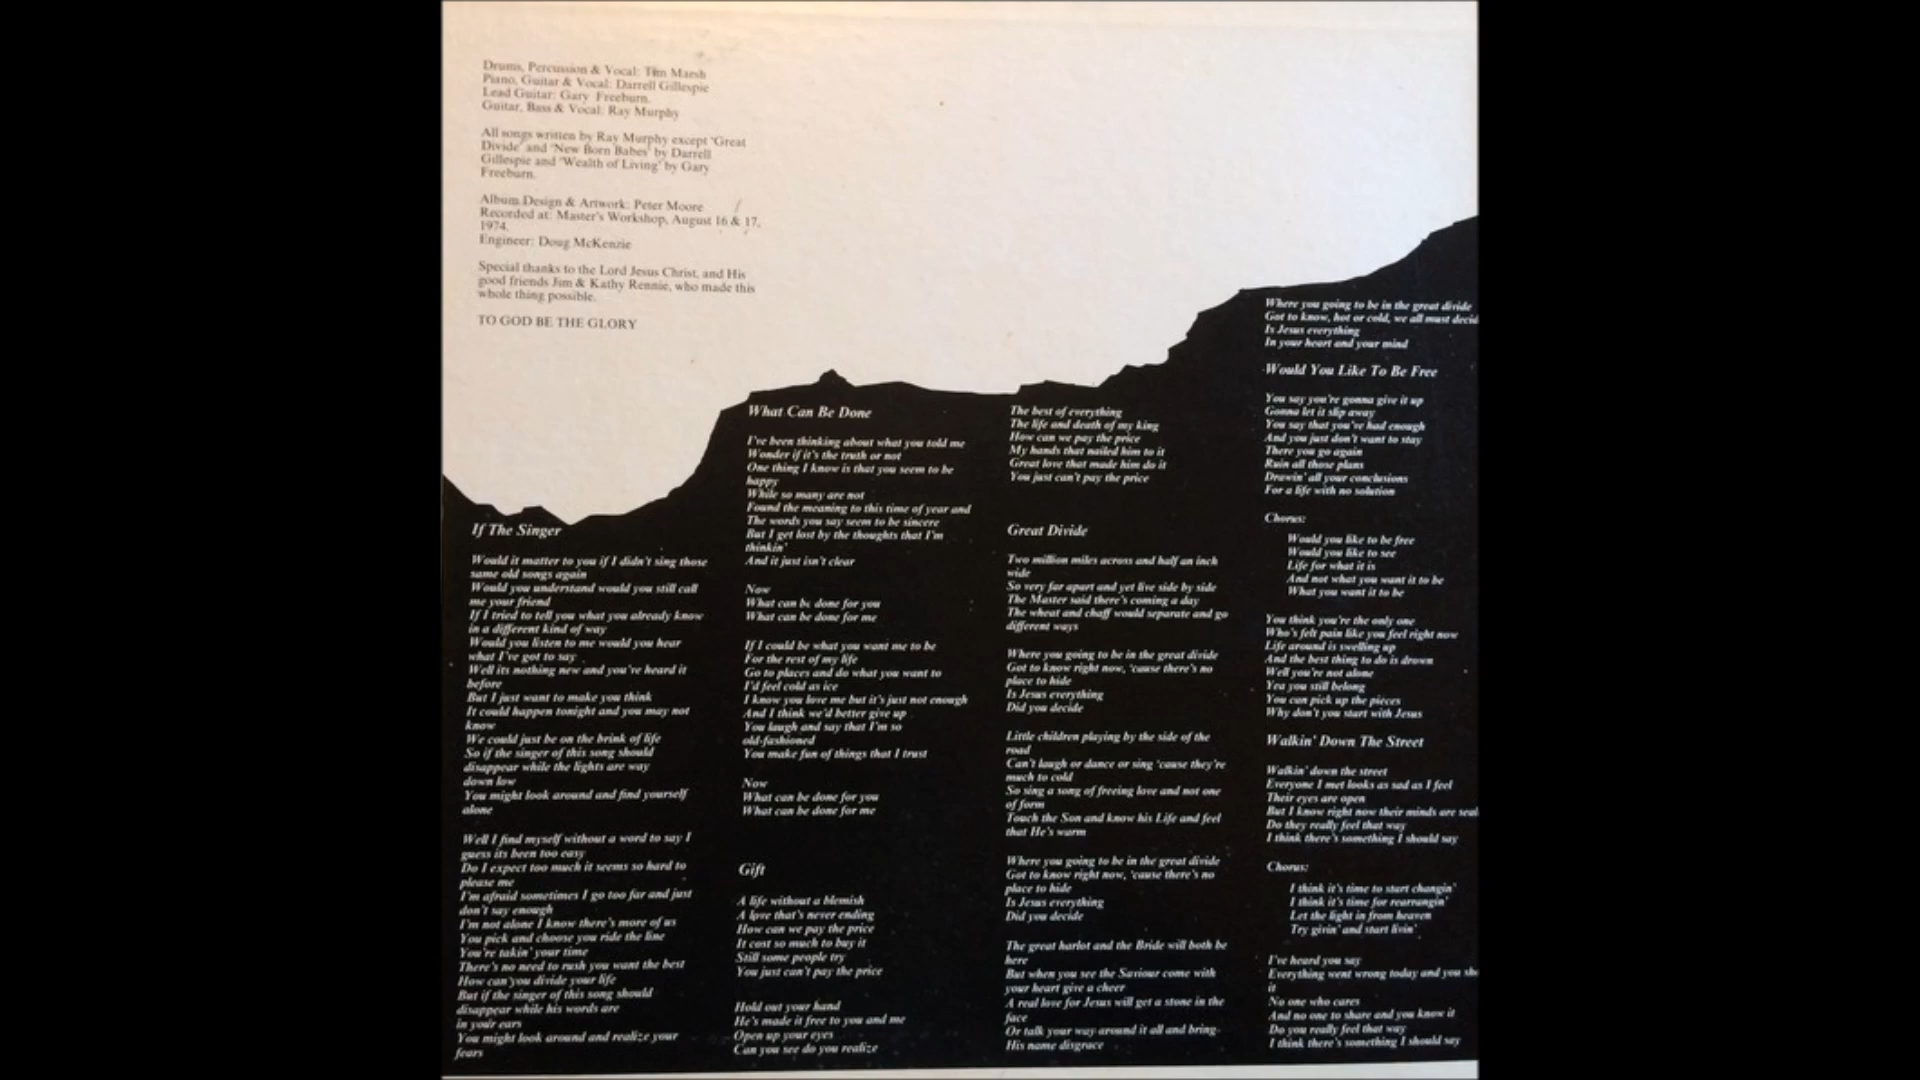 Drums, Percussion & Vocal: Tim Marsh
Piano, Guitar & Vocal: Darrell Gillespie
Lead Guitar: Gary Freeburn.
Guitar, Bass & Vocal: Ray Murphy
All songs written by Ray Murphy except 'Great
Divide' and 'New Born Babes' by Darrell
Gillespie and 'Wealth of Living' by Gary
Freeburn.
Album Design & Artwork: Peter Moore
Recorded at: Master's Workshop, August 16 & 17,
1974.
Engineer: Doug McKenzie
Special thanks to the Lord Jesus Christ, and His
good friends Jim & Kathy Rennie, who made this
whole thing possible.
TO GOD BE THE GLORY
If The Singer
Would it matter to you if I didn't sing those
same old songs again
Would you understand would you still call
me your friend
If I tried to tell you what you already know
in a different kind of way
Would you listen to me would you hear
what I've got to say
Well its nothing new and you've heard it
before
But I just want to make you think
It could happen tonight and you may not
know
We could just be on the brink of life
So if the singer of this song should
disappear while the lights are way
down low
You might look around and find yourself
alone
Well I find myself without a word to say I
guess its been too easy
Do I expect too much it seems so hard to
please me
I'm afraid sometimes I go too far and just
don't say enough
I'm not alone I know there's more of us
You pick and choose you ride the line
You're takin' your time
There's no need to rush you want the best
How can you divide your life
But if the singer of this song should
disappear while his words are
in your ears
You might look around and realize your
fears
What Can Be Done
I've been thinking about what you told me
Wonder if it's the truth or not
One thing I know is that you seem to be
happy
While so many are not
Found the meaning to this time of year and
The words you say seem to be sincere
But I get lost by the thoughts that I'm
thinkin'
And it just isn't clear
Now
What can be done for you
What can be done for me
If I could be what you want me to be
For the rest of my life
Go to places and do what you want to
I'd feel cold as ice
I know you love me but it's just not enough
And I think we'd better give up
You laugh and say that I'm so
old-fashioned
You make fun of things that I trust
Now
What can be done for you
What can be done for me
Gift
A life without a blemish
A love that's never ending
How can we pay the price
It cost so much to buy it
Still some people try
You just can't pay the price
Hold out your hand
He's made it free to you and me
Open up your eyes
Can you see do you realize
The best of everything
The life and death of my king
How can we pay the price
My hands that nailed him to it
Great love that made him do it
You just can't pay the price
Great Divide
Two million miles across and half an inch
wide
So very far apart and yet live side by side
The Master said there's coming a day
The wheat and chaff would separate and go
different ways
Where you going to be in the great divide
Got to know right now, 'cause there's no
place to hide
Is Jesus everything
Did you decide
Little children playing by the side of the
road
Can't laugh or dance or sing 'cause they're
much to cold
So sing a song of freeing love and not one
of form
Touch the Son and know his Life and feel
that He's warm
Where you going to be in the great divide
Got to know right now, 'cause there's no
place to hide
Is Jesus everything
Did you decide
The great harlot and the Bride will both be
here
But when you see the Saviour come with
your heart give a cheer
A real love for Jesus will get a stone in the
face
Or talk your way around it all and bring
His name disgrace
Where you going to be in the great divide
Got to know, hot or cold, we all must decid
Is Jesus everything
In your heart and your mind
Would You Like To Be Free
You say you're gonna give it up
Gonna let it slip away
You say that you've had enough
And you just don't want to stay
There you go again
Ruin all those plans
Drawin' all your conclusions
For a life with no solution
Chorus:
Would you like to be free
Would you like to see
Life for what it is
And not what you want it to be
What you want it to be
You think you're the only one
Who's felt pain like you feel right now
Life around is swelling up
And the best thing to do is drown
Well you're not alone
Yea you still belong
You can pick up the pieces
Why don't you start with Jesus
Walkin' Down The Street
Walkin' down the street
Everyone I met looks as sad as I feel
Their eyes are open
But I know right now their minds are seal
Do they really feel that way
I think there's something I should say
Chorus:
I think it's time to start changin'
I think it's time for rearrangin'
Let the light in from heaven
Try givin' and start livin'
I've heard you say
Everything went wrong today and you sho
it
No one who cares
And no one to share and you know it
Do you really feel that way
I think there's something I should say